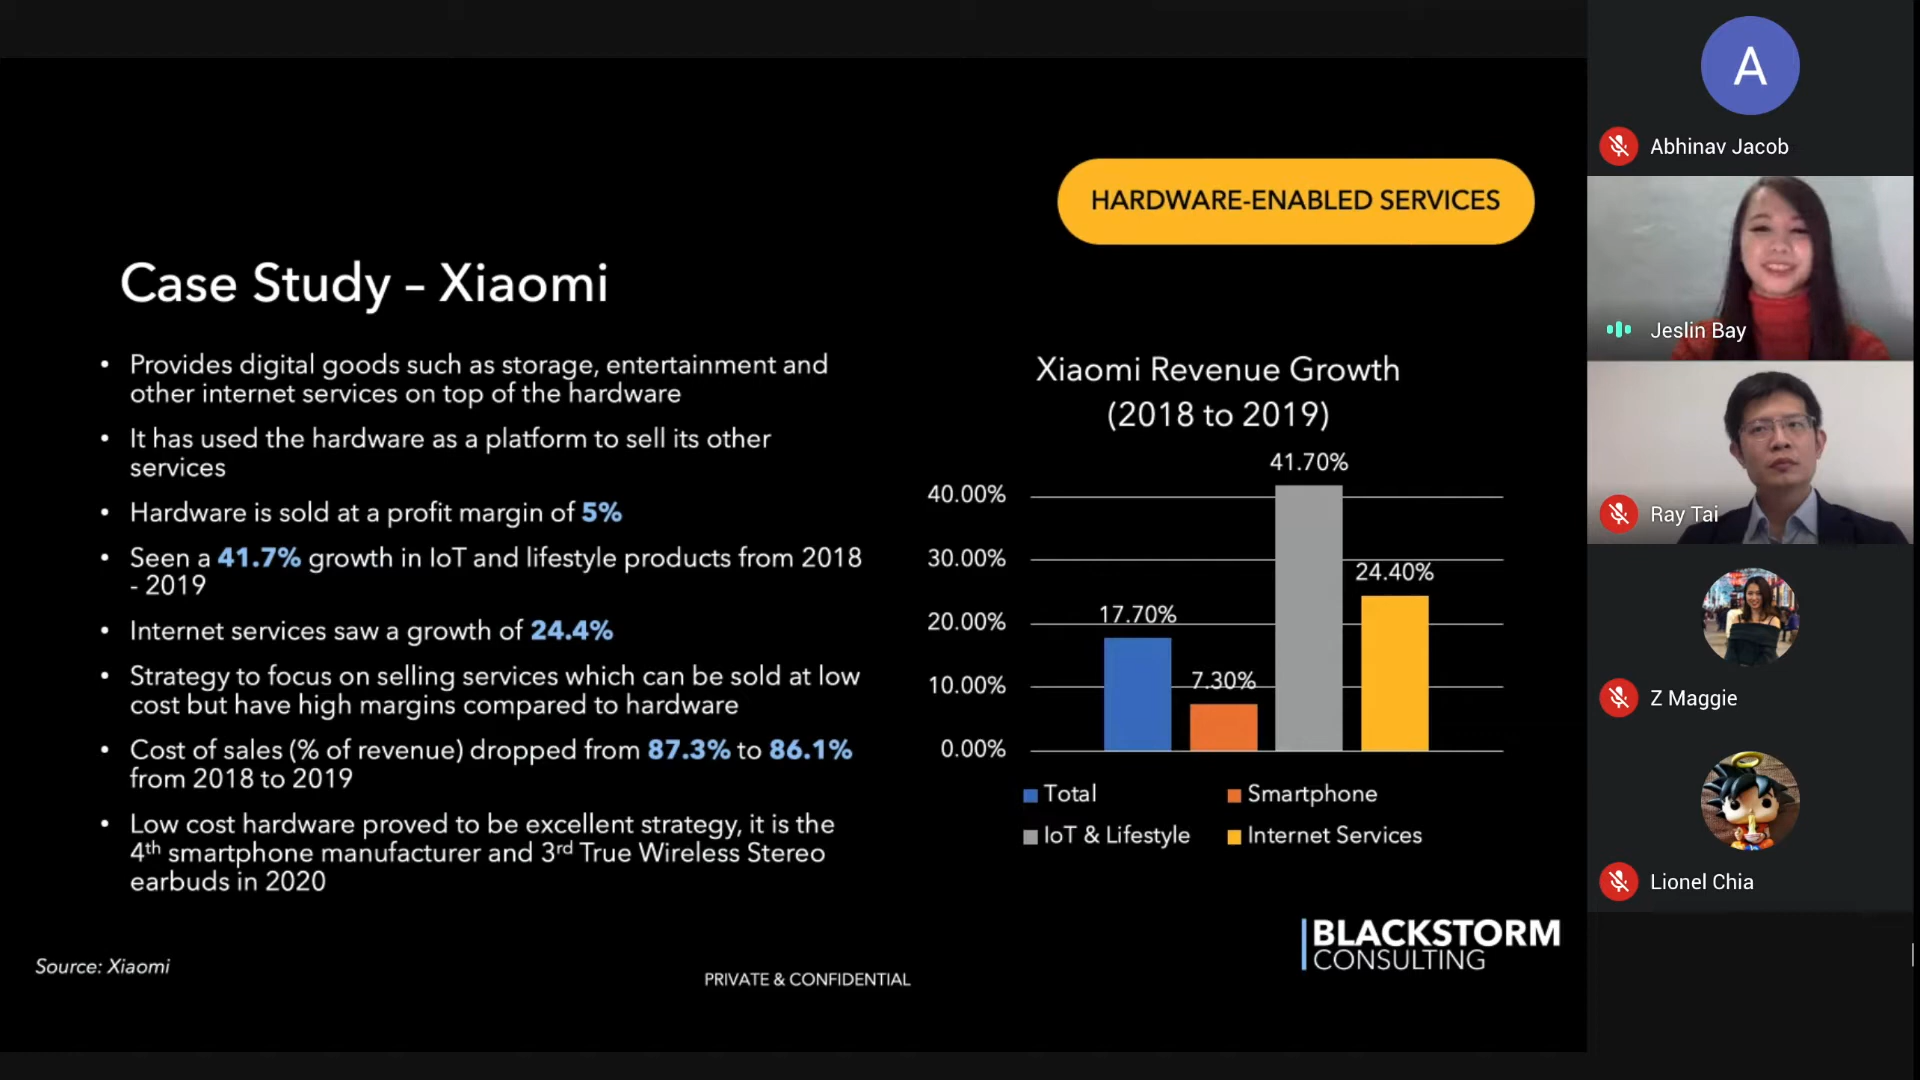 HARDWARE-ENABLED SERVICES
Case Study – Xiaomi
• Provides digital goods such as storage, entertainment and
other internet services on top of the hardware
• It has used the hardware as a platform to sell its other
services
• Hardware is sold at a profit margin of 5%
• Seen a 41.7% growth in IoT and lifestyle products from 2018
- 2019
• Internet services saw a growth of 24.4%
• Strategy to focus on selling services which can be sold at low
cost but have high margins compared to hardware
• Cost of sales (% of revenue) dropped from 87.3% to 86.1%
from 2018 to 2019
• Low cost hardware proved to be excellent strategy, it is the
4th smartphone manufacturer and 3rd True Wireless Stereo
earbuds in 2020
Xiaomi Revenue Growth
(2018 to 2019)
41.70%
40.00%
30.00%
24.40%
17.70%
20.00%
7.30%
10.00%
0.00%
Total
Smartphone
IoT & Lifestyle
Internet Services
Source: Xiaomi
PRIVATE & CONFIDENTIAL
BLACKSTORM
CONSULTING
A
Abhinav Jacob
Jeslin Bay
Ray Tai
Z Maggie
Lionel Chia